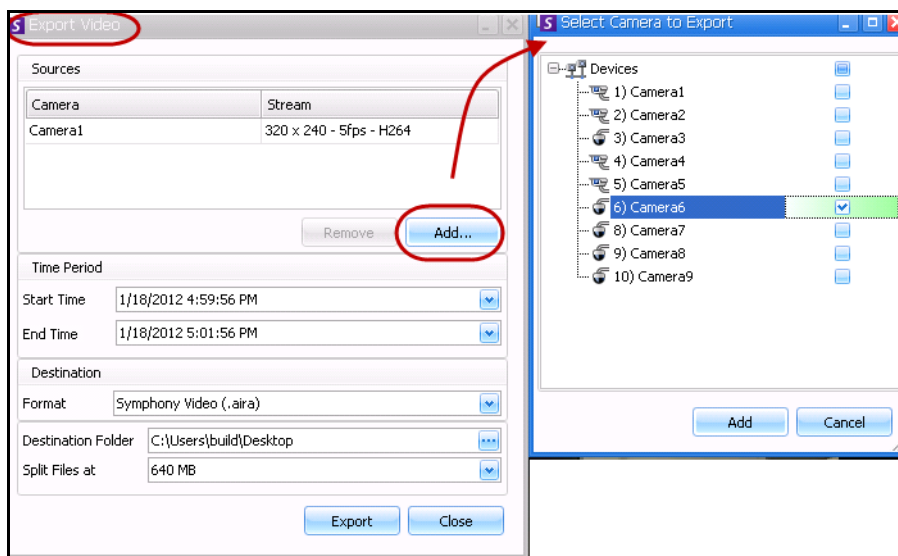 Export Video
Sources
Camera Stream
Camera1 320 x 240 - 5fps - H264
Remove Add...
Time Period
Start Time 1/18/2012 4:59:56 PM
End Time 1/18/2012 5:01:56 PM
Destination
Format Symphony Video (.aira)
Destination Folder C:\Users\build\Desktop
Split Files at 640 MB
Export Close
Select Camera to Export
Devices
1) Camera1
2) Camera2
3) Camera3
4) Camera4
5) Camera5
6) Camera6
8) Camera7
9) Camera8
10) Camera9
Add Cancel